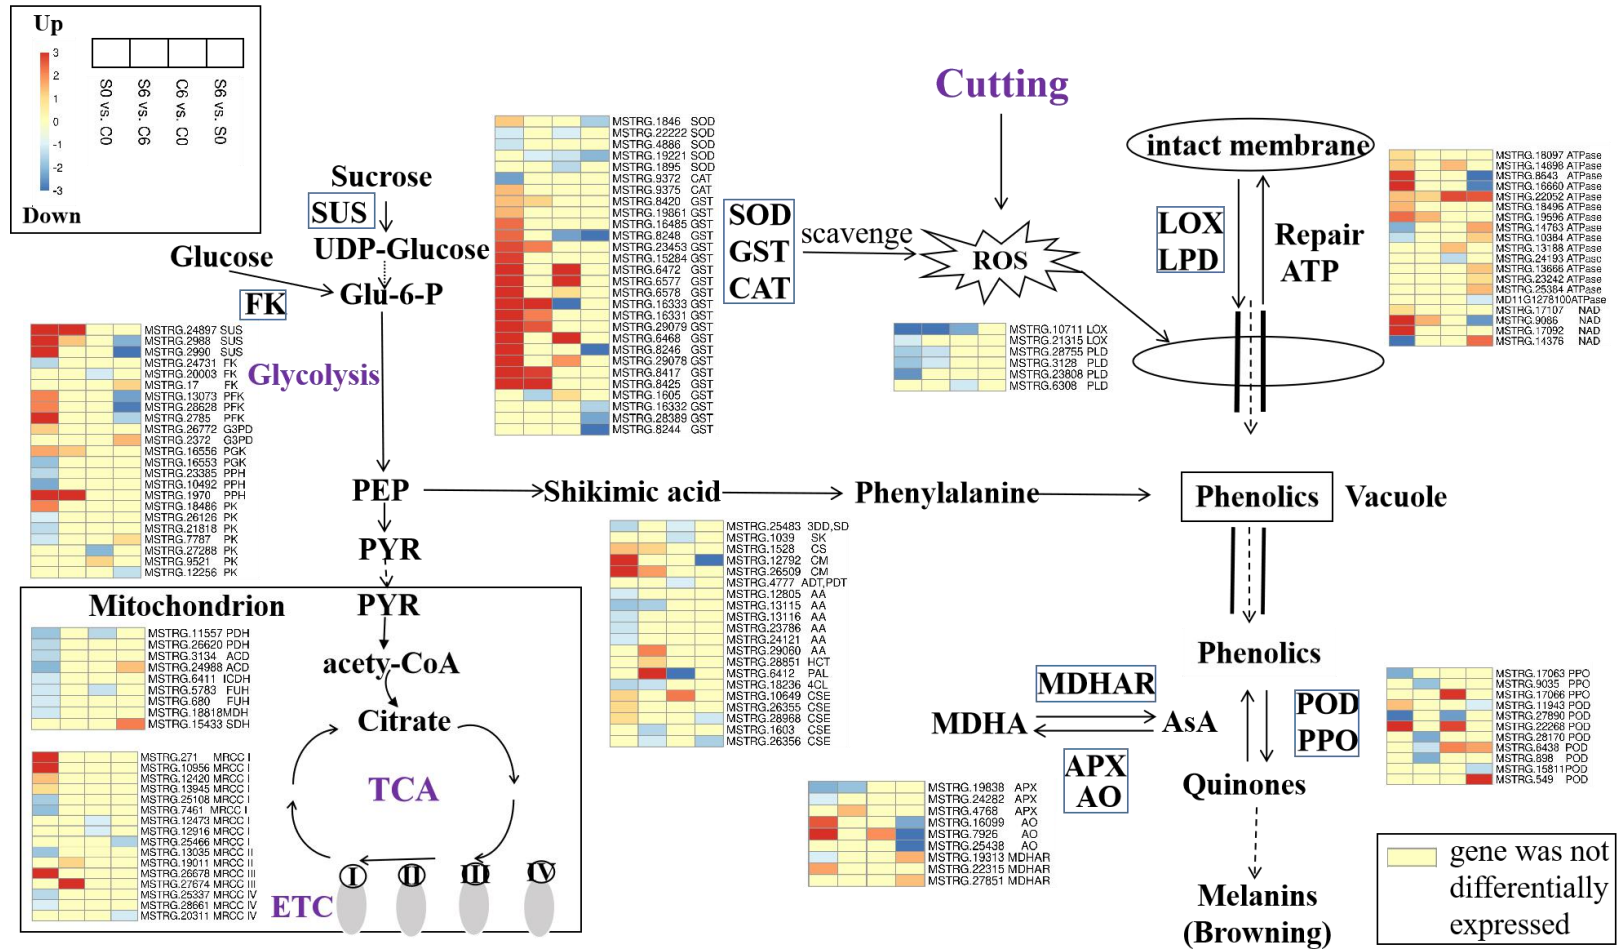 Up
3
2
1
0
-1
-2
-3
Down
S0 vs. C0
S6 vs. C6
C6 vs. C0
S6 vs. S0
Cutting
Sucrose
SUS
UDP-Glucose
Glucose
FK
Glu-6-P
Glycolysis
MSTRG.24897 SUS
MSTRG.2988 SUS
MSTRG.2990 SUS
MSTRG.24731 FK
MSTRG.20003 FK
MSTRG.17 FK
MSTRG.13073 PFK
MSTRG.28628 PFK
MSTRG.2785 PFK
MSTRG.26772 G3PD
MSTRG.2372 G3PD
MSTRG.16556 PGK
MSTRG.16553 PGK
MSTRG.23385 PPH
MSTRG.10492 PPH
MSTRG.1970 PPH
MSTRG.18486 PK
MSTRG.26126 PK
MSTRG.21818 PK
MSTRG.7787 PK
MSTRG.27288 PK
MSTRG.9521 PK
MSTRG.12256 PK
MSTRG.1846 SOD
MSTRG.22222 SOD
MSTRG.4886 SOD
MSTRG.19221 SOD
MSTRG.1895 SOD
MSTRG.9372 CAT
MSTRG.9375 CAT
MSTRG.8420 GST
MSTRG.19861 GST
MSTRG.16485 GST
MSTRG.8248 GST
MSTRG.23453 GST
MSTRG.15284 GST
MSTRG.6472 GST
MSTRG.6577 GST
MSTRG.6578 GST
MSTRG.16333 GST
MSTRG.16331 GST
MSTRG.29079 GST
MSTRG.6468 GST
MSTRG.8246 GST
MSTRG.29078 GST
MSTRG.8417 GST
MSTRG.8425 GST
MSTRG.1605 GST
MSTRG.16332 GST
MSTRG.28389 GST
MSTRG.8244 GST
SOD
GST
CAT
scavenge
ROS
intact membrane
LOX
LPD
Repair
ATP
MSTRG.10711 LOX
MSTRG.21315 LOX
MSTRG.28755 PLD
MSTRG.3128 PLD
MSTRG.23808 PLD
MSTRG.6308 PLD
MSTRG.18097 ATPase
MSTRG.14898 ATPase
MSTRG.8643 ATPase
MSTRG.16660 ATPase
MSTRG.22052 ATPase
MSTRG.18496 ATPase
MSTRG.19596 ATPase
MSTRG.14783 ATPase
MSTRG.10384 ATPase
MSTRG.13188 ATPase
MSTRG.24193 ATPase
MSTRG.13666 ATPase
MSTRG.23242 ATPase
MSTRG.25384 ATPase
MD11G1278100ATPase
MSTRG.17107 NAD
MSTRG.9086 NAD
MSTRG.17092 NAD
MSTRG.14376 NAD
PEP
Shikimic acid
Phenylalanine
Phenolics
Vacuole
PYR
Mitochondrion
PYR
acety-CoA
Citrate
TCA
ETC
I
II
III
IV
MSTRG.11557 PDH
MSTRG.26620 PDH
MSTRG.3134 ACD
MSTRG.24988 ACD
MSTRG.6411 ICDH
MSTRG.5783 FUH
MSTRG.680 FUH
MSTRG.18818MDH
MSTRG.15433 SDH
MSTRG.271 MRCC I
MSTRG.10956 MRCC I
MSTRG.12420 MRCC I
MSTRG.13945 MRCC I
MSTRG.25108 MRCC I
MSTRG.7461 MRCC I
MSTRG.12473 MRCC I
MSTRG.12916 MRCC I
MSTRG.25466 MRCC I
MSTRG.13035 MRCC II
MSTRG.19011 MRCC II
MSTRG.26678 MRCC III
MSTRG.27674 MRCC III
MSTRG.25337 MRCC IV
MSTRG.28661 MRCC IV
MSTRG.20311 MRCC IV
MSTRG.25483 3DD,SD
MSTRG.1039 SK
MSTRG.1528 CS
MSTRG.12792 CM
MSTRG.26509 CM
MSTRG.4777 ADT,PDT
MSTRG.12805 AA
MSTRG.13115 AA
MSTRG.13116 AA
MSTRG.23786 AA
MSTRG.24121 AA
MSTRG.29060 AA
MSTRG.28851 HCT
MSTRG.6412 PAL
MSTRG.18236 4CL
MSTRG.10649 CSE
MSTRG.26355 CSE
MSTRG.28968 CSE
MSTRG.1603 CSE
MSTRG.26356 CSE
Phenolics
MDHAR
MDHA
AsA
APX
AO
POD
PPO
Quinones
Melanins
(Browning)
MSTRG.19838 APX
MSTRG.24282 APX
MSTRG.4768 APX
MSTRG.16099 AO
MSTRG.7926 AO
MSTRG.25438 AO
MSTRG.19313 MDHAR
MSTRG.22315 MDHAR
MSTRG.27851 MDHAR
MSTRG.17063 PPO
MSTRG.9035 PPO
MSTRG.17066 PPO
MSTRG.11943 POD
MSTRG.27890 POD
MSTRG.22268 POD
MSTRG.28170 POD
MSTRG.6438 POD
MSTRG.898 POD
MSTRG.15811POD
MSTRG.549 POD
gene was not
differentially
expressed